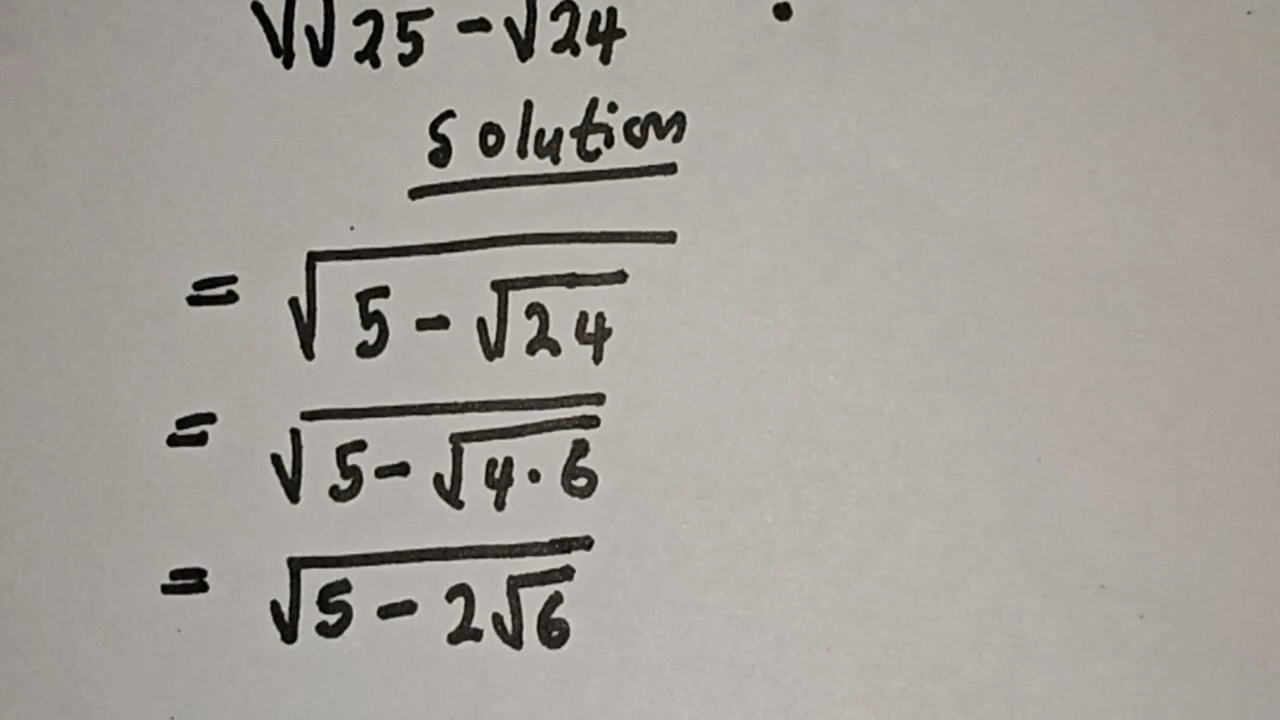 √√25 - √24
Solution
= √5 - √24
= √5 - √4 · 6
= √5 - 2√6